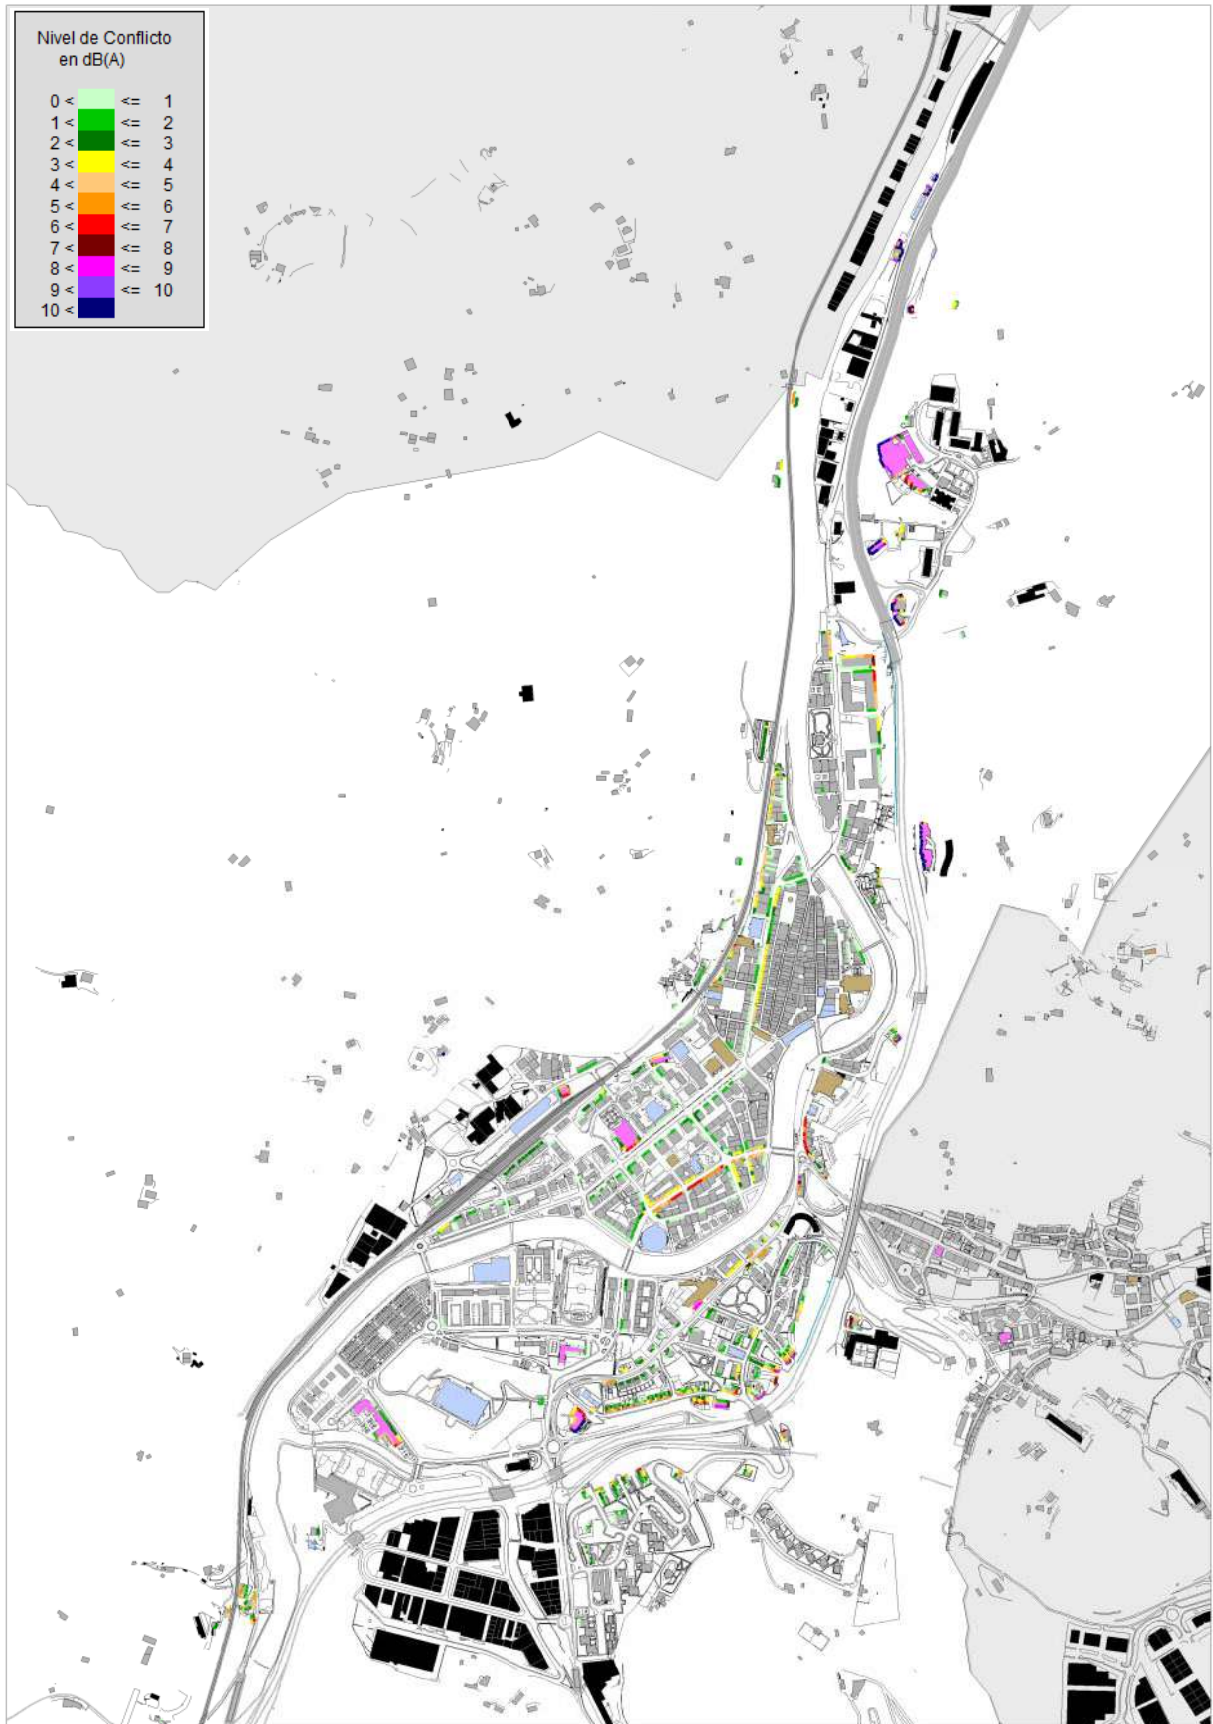 Nivel de Conflicto
en dB(A)
0 < <= 1
1 < <= 2
2 < <= 3
3 < <= 4
4 < <= 5
5 < <= 6
6 < <= 7
7 < <= 8
8 < <= 9
9 < <= 10
10 <